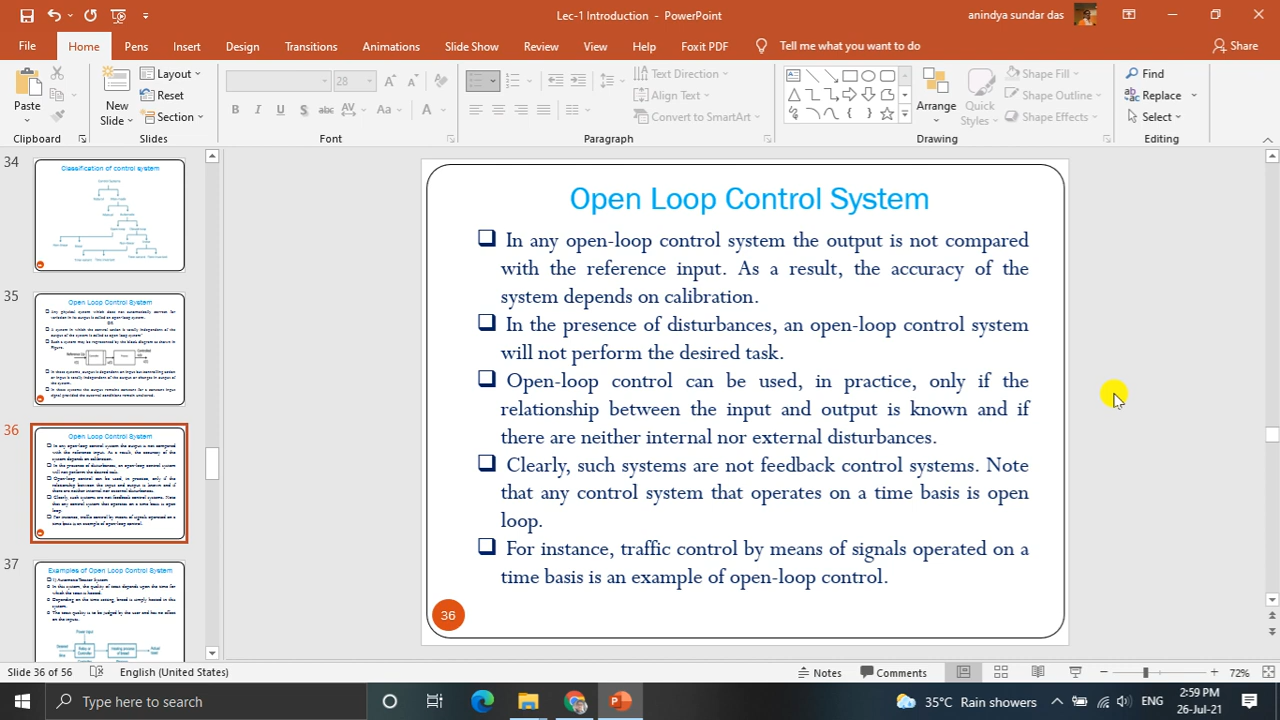 Lec-1 Introduction - PowerPoint
anindya sundar das
File Home Pens Insert Design Transitions Animations Slide Show Review View Help Foxit PDF Tell me what you want to do Share
Paste
Clipboard
New
Slide
Layout
Reset
Section
Slides
28
B I U S abc AV Aa A
Font
Text Direction
Align Text
Convert to SmartArt
Paragraph
Arrange
Quick
Styles
Shape Fill
Shape Outline
Shape Effects
Drawing
Find
Replace
Select
Editing
34
Classification of control system
35
Open Loop Control System
36
Open Loop Control System
37
Examples of Open Loop Control System
Open Loop Control System
In any open-loop control system the output is not compared
with the reference input. As a result, the accuracy of the
system depends on calibration.
In the presence of disturbances, an open-loop control system
will not perform the desired task.
Open-loop control can be used, in practice, only if the
relationship between the input and output is known and if
there are neither internal nor external disturbances.
Clearly, such systems are not feedback control systems. Note
that any control system that operates on a time basis is open
loop.
For instance, traffic control by means of signals operated on a
time basis is an example of open-loop control.
36
Slide 36 of 56 English (United States) Notes Comments 72%
Type here to search
35°C Rain showers ENG
2:59 PM
26-Jul-21